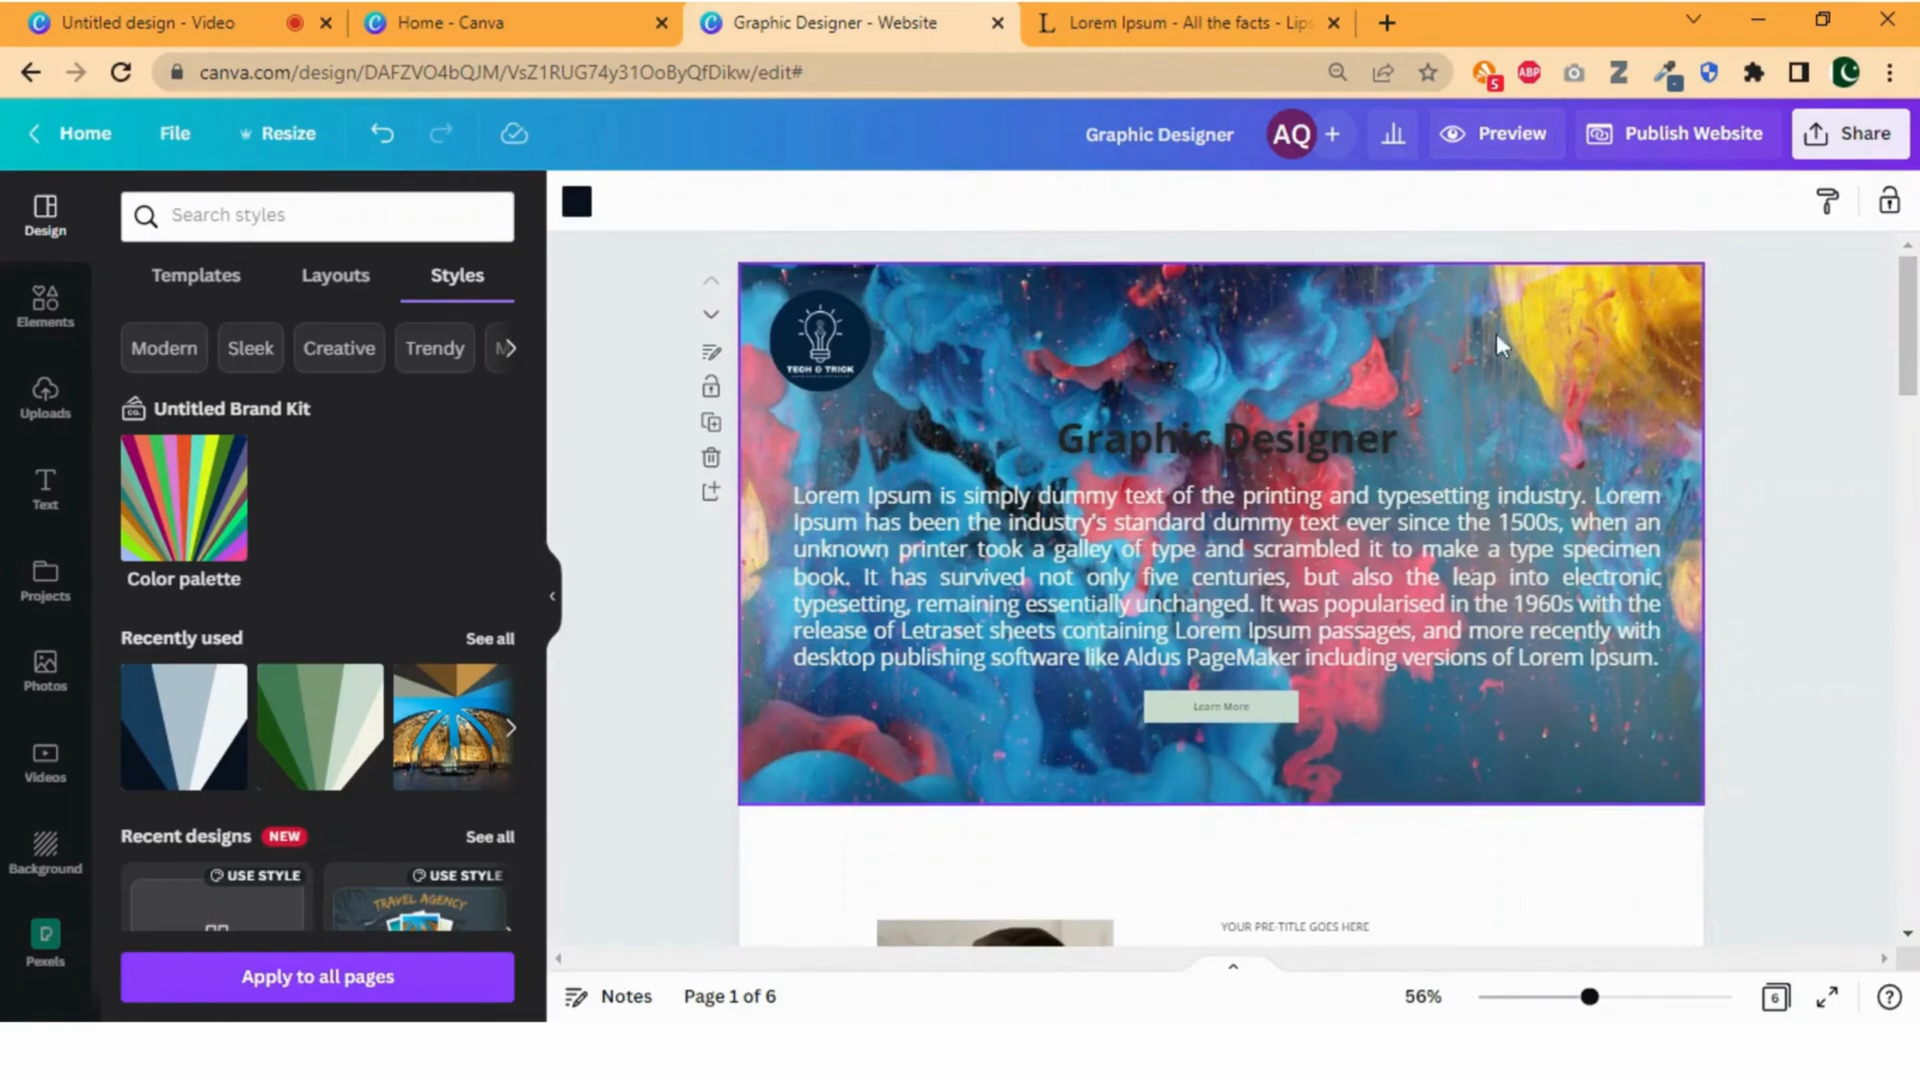 Untitled design - Video
Home - Canva
Graphic Designer - Website
Lorem Ipsum - All the facts - Lips
canva.com/design/DAFZVO4bQJM/VsZ1RUG74y31OoByQfDikw/edit#
5
ABP
Z
Home
File
Resize
Graphic Designer
AQ
+
Preview
Publish Website
Share
Design
Elements
Uploads
Text
Projects
Photos
Videos
Background
Pexels
Search styles
Templates
Layouts
Styles
Modern
Sleek
Creative
Trendy
Untitled Brand Kit
Color palette
Recently used
See all
Recent designs
NEW
See all
USE STYLE
USE STYLE
TRAVEL AGENCY
Apply to all pages
TECH & TRICK
Graphic Designer
Lorem Ipsum is simply dummy text of the printing and typesetting industry. Lorem
Ipsum has been the industry's standard dummy text ever since the 1500s, when an
unknown printer took a galley of type and scrambled it to make a type specimen
book. It has survived not only five centuries, but also the leap into electronic
typesetting, remaining essentially unchanged. It was popularised in the 1960s with the
release of Letraset sheets containing Lorem Ipsum passages, and more recently with
desktop publishing software like Aldus PageMaker including versions of Lorem Ipsum.
Learn More
YOUR PRE-TITLE GOES HERE
Notes
Page 1 of 6
56%
6